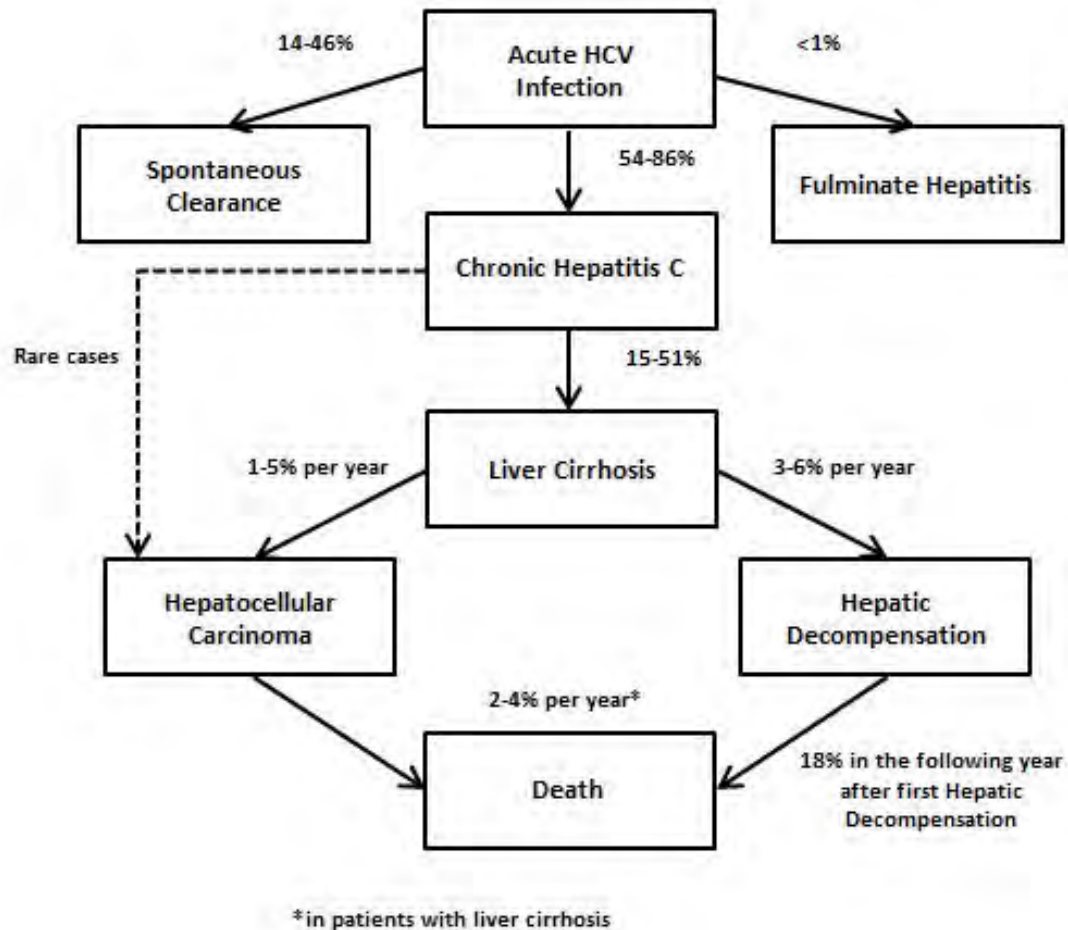 14-46%
Acute HCV
Infection
<1%
Spontaneous
Clearance
54-86%
Fulminate Hepatitis
Chronic Hepatitis C
Rare cases
15-51%
1-5% per year
Liver Cirrhosis
3-6% per year
Hepatocellular
Carcinoma
Hepatic
Decompensation
2-4% per year*
Death
18% in the following year
after first Hepatic
Decompensation
*in patients with liver cirrhosis